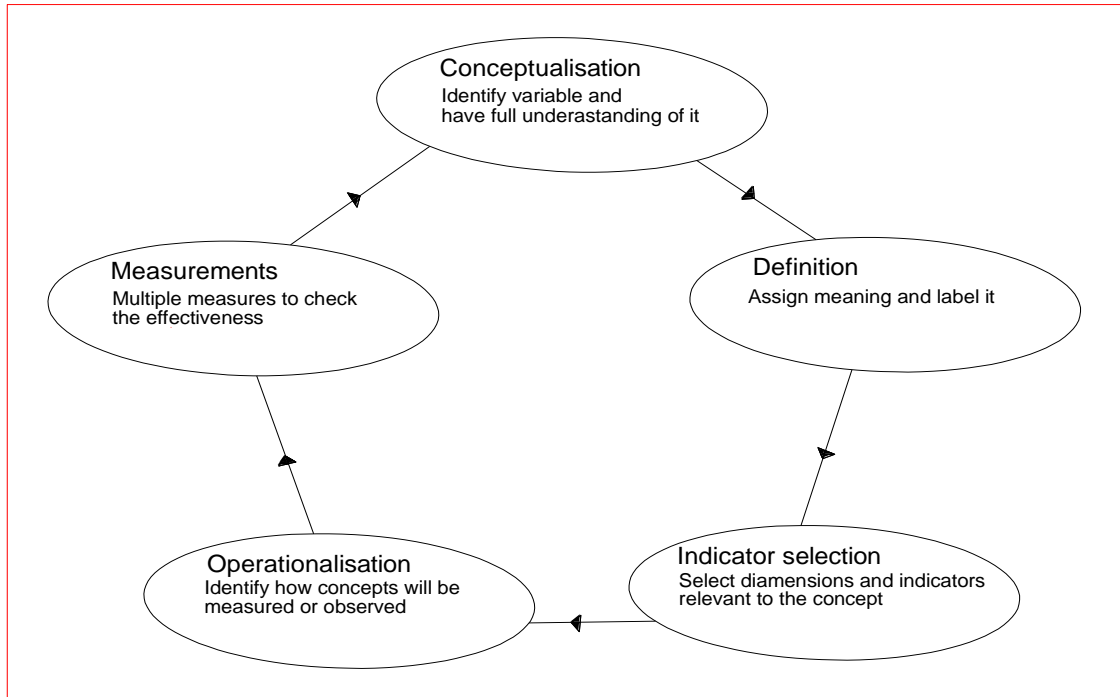 Conceptualisation
Identify variable and
have full underastanding of it
Definition
Assign meaning and label it
Indicator selection
Select diamensions and indicators
relevant to the concept
Operationalisation
Identify how concepts will be
measured or observed
Measurements
Multiple measures to check
the effectiveness